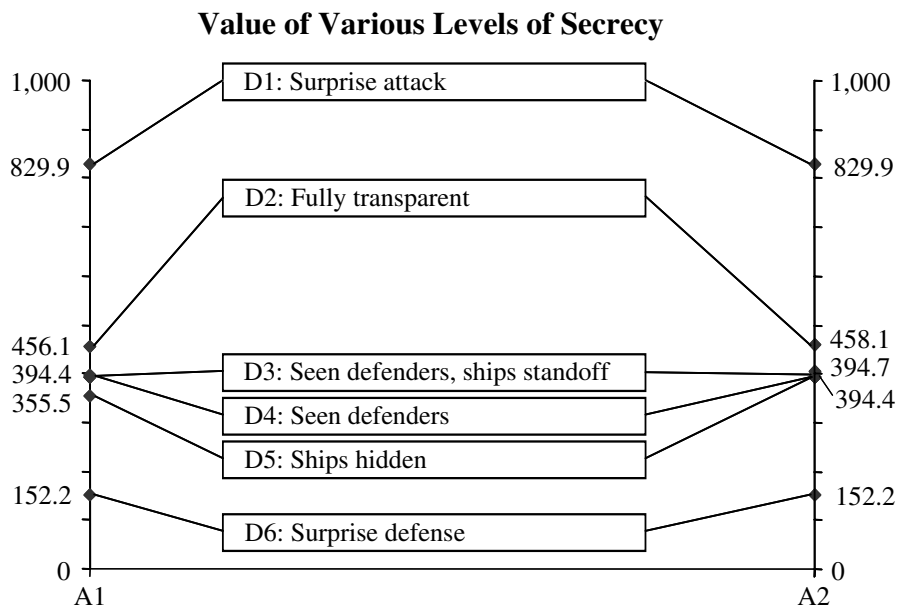 Value of Various Levels of Secrecy
1,000
D1: Surprise attack
1,000
829.9
829.9
D2: Fully transparent
456.1
458.1
394.4
D3: Seen defenders, ships standoff
394.7
355.5
D4: Seen defenders
394.4
D5: Ships hidden
152.2
152.2
D6: Surprise defense
0
0
A1
A2